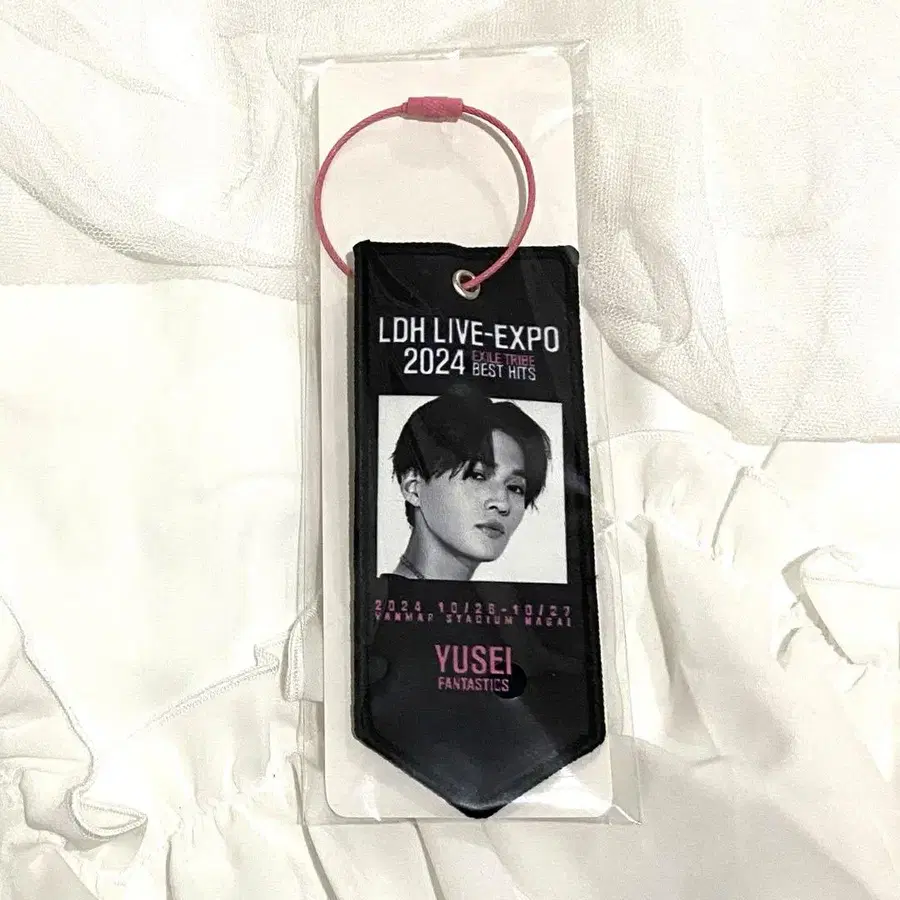 LDH LIVE-EXPO
2024 EXILE TRIBE
BEST HITS
2024 10/26-10/27
YANMAR STADIUM NAGAI
YUSEI
FANTASTICS